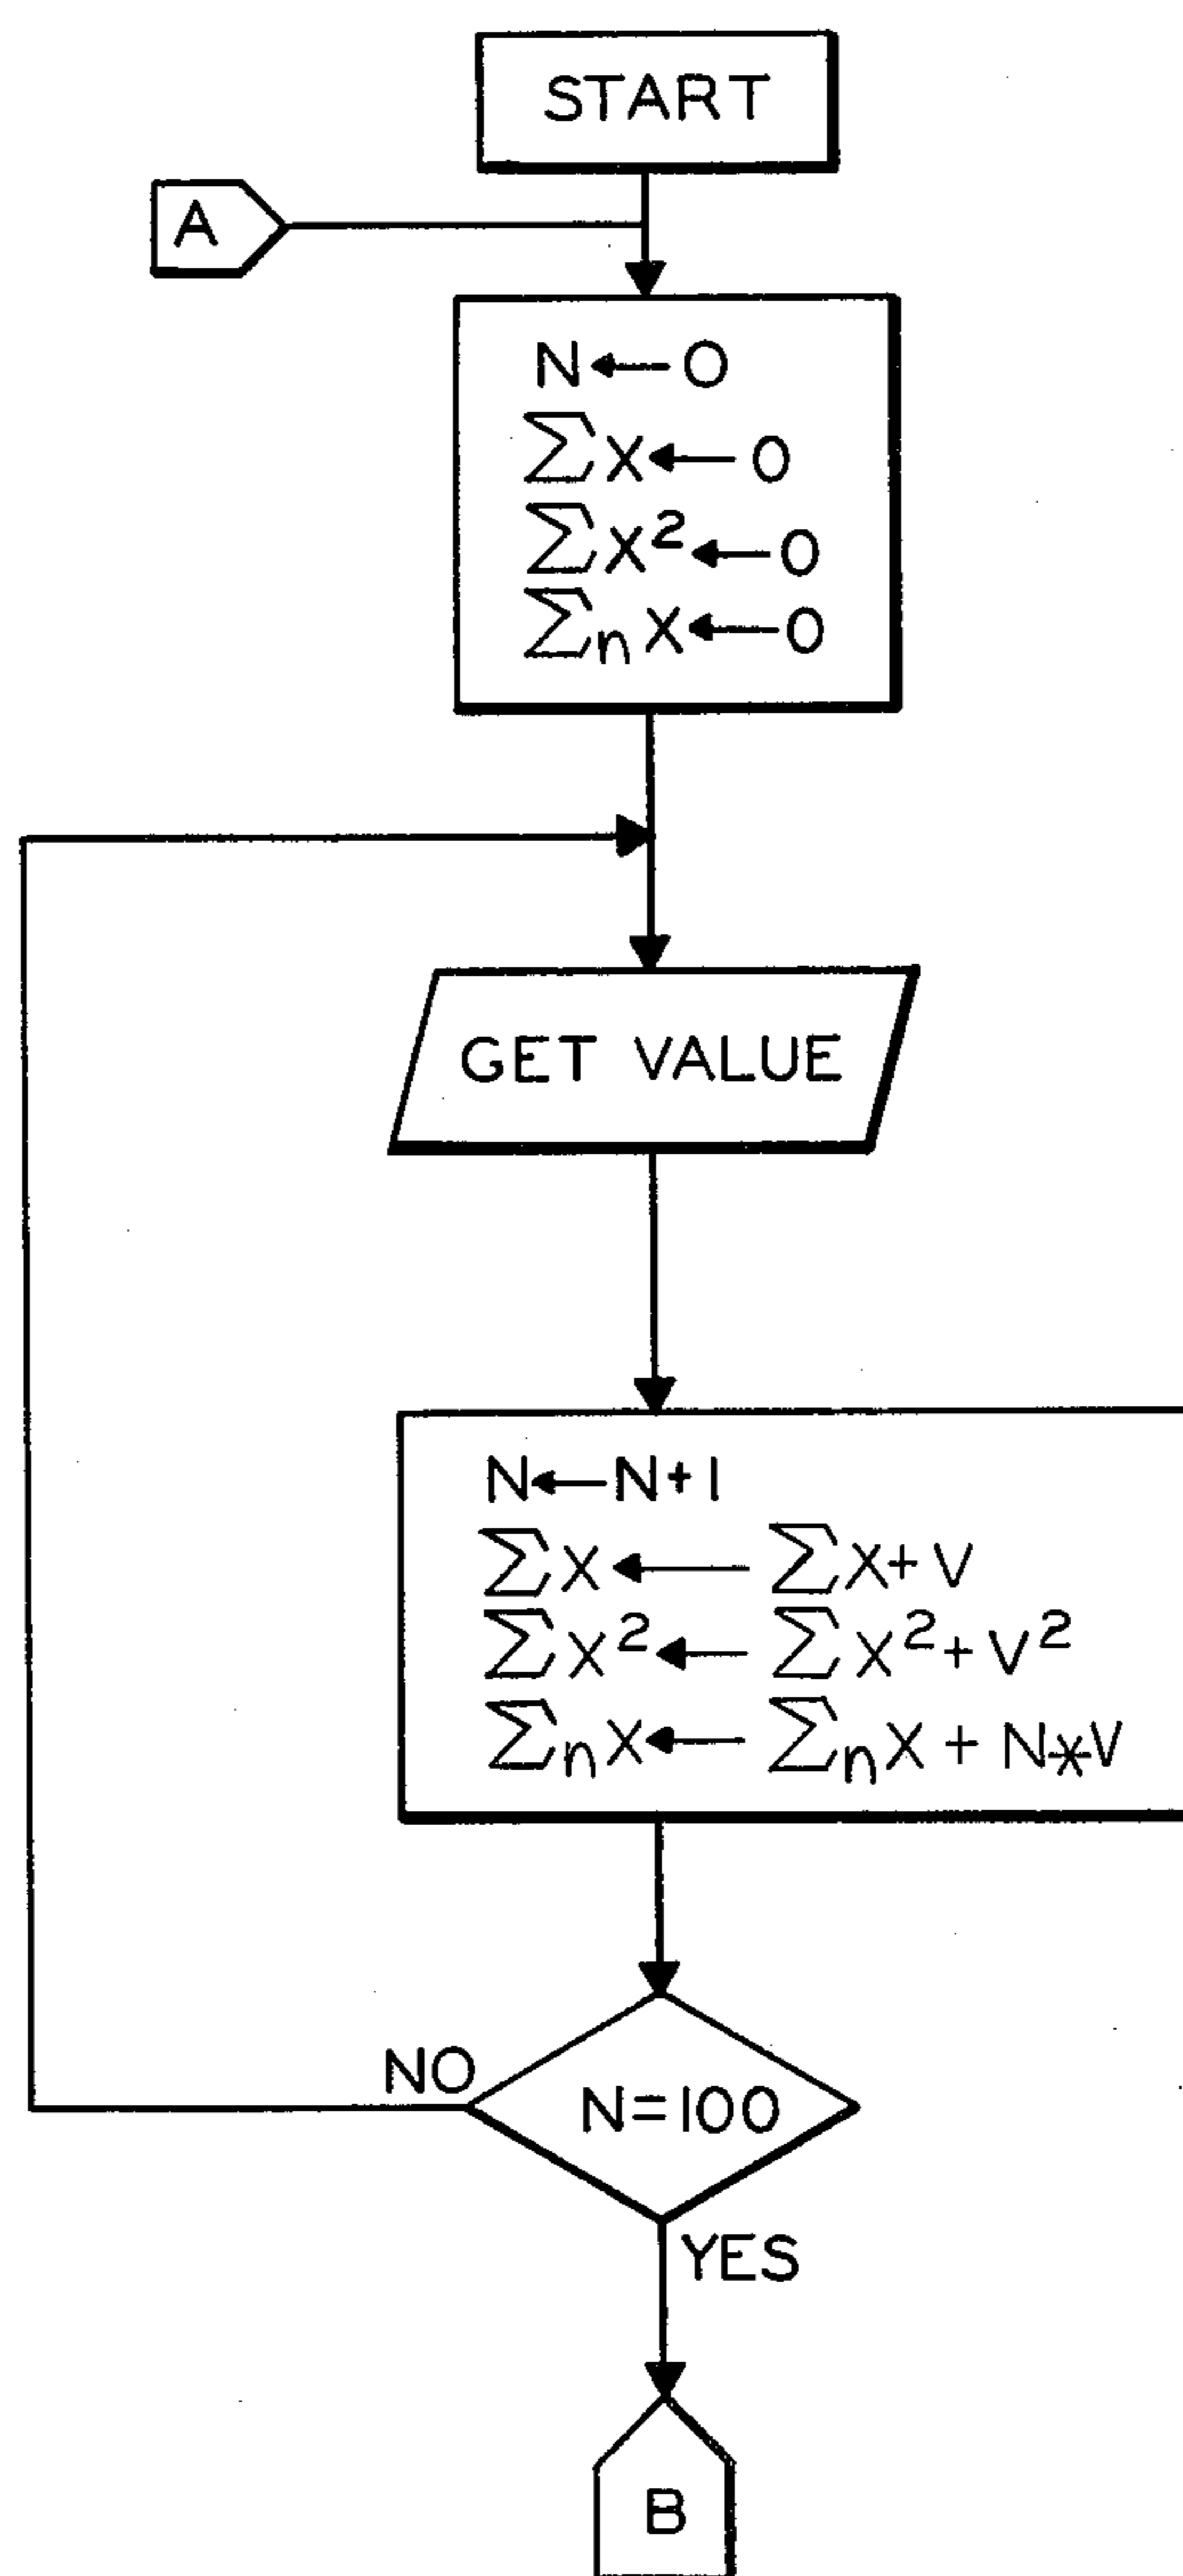 START
A
N←0
∑X←0
∑X²←0
∑nX←0
GET VALUE
N←N+1
∑X←∑X+V
∑X²←∑X²+V²
∑nX←∑nX+N*V
NO
N=100
YES
B